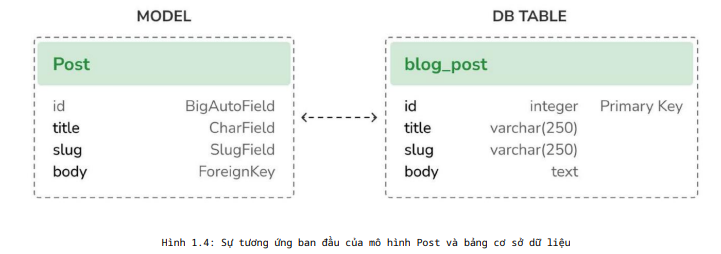 MODEL
DB TABLE
Post
blog_post
id BigAutoField
title CharField
slug SlugField
body ForeignKey
id integer Primary Key
title varchar(250)
slug varchar(250)
body text
Hình 1.4: Sự tương ứng ban đầu của mô hình Post và bảng cơ sở dữ liệu